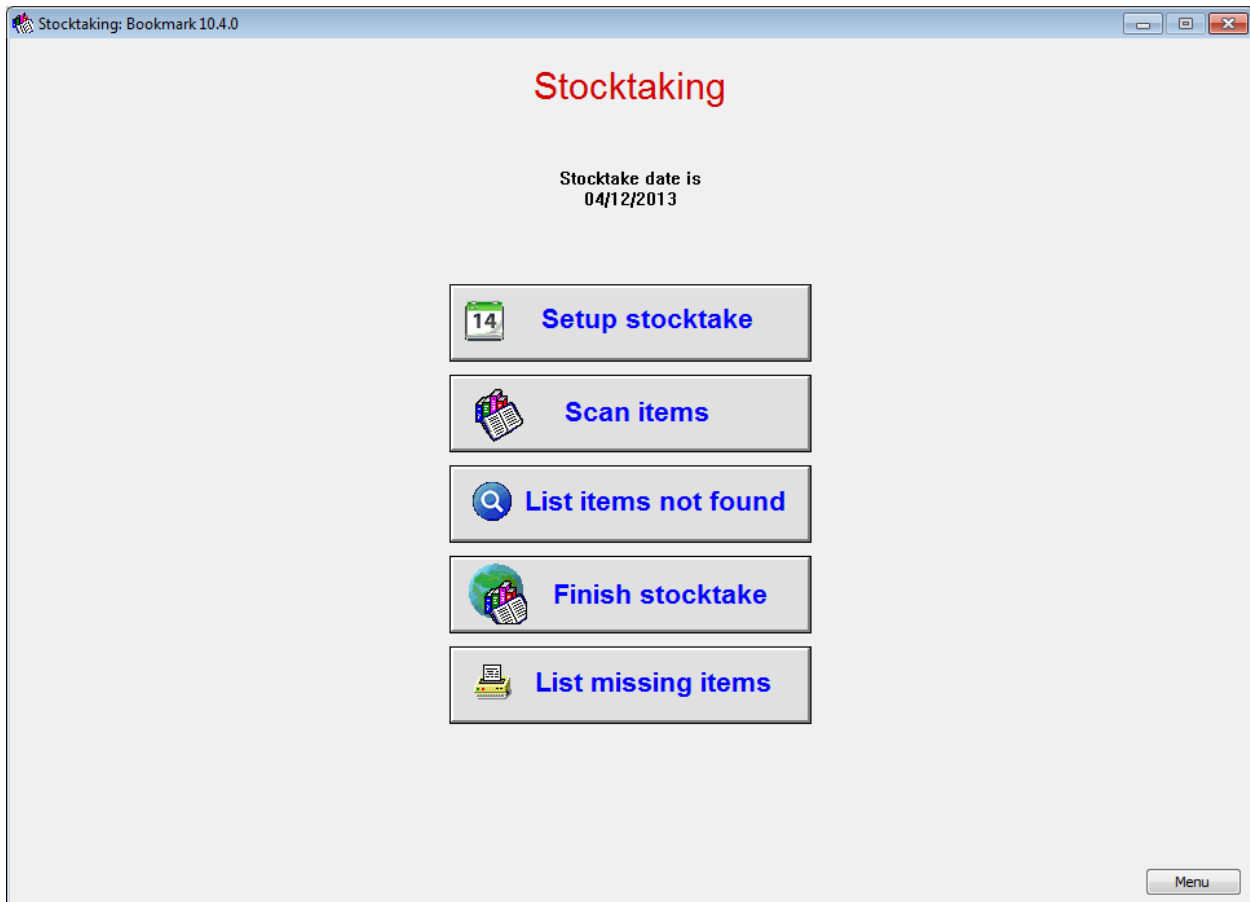 Stocktaking: Bookmark 10.4.0
Stocktaking
Stocktake date is
04/12/2013
14
Setup stocktake
Scan items
List items not found
Finish stocktake
List missing items
Menu